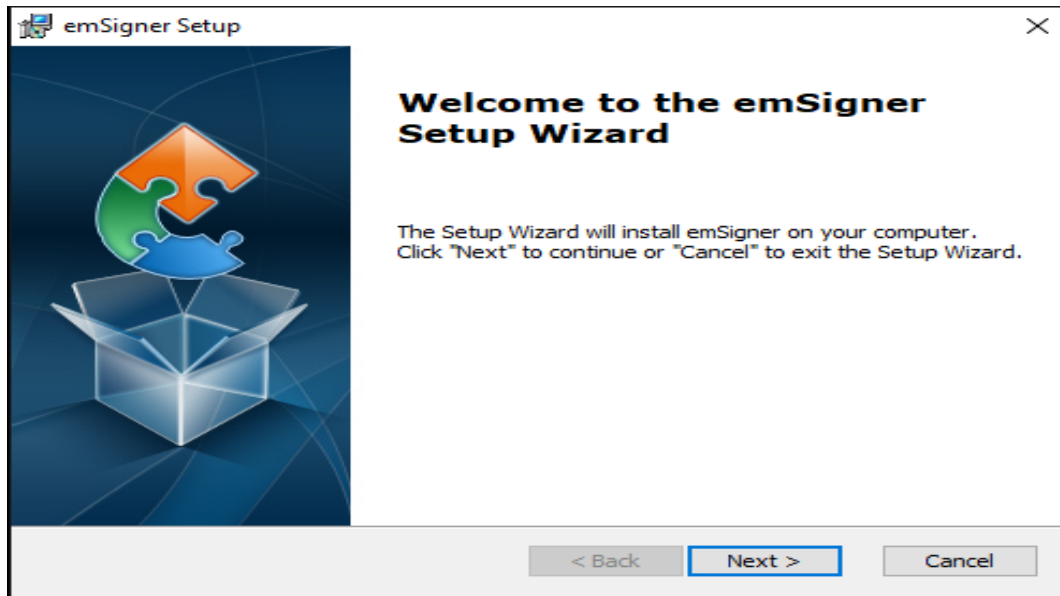 emSigner Setup
Welcome to the emSigner
Setup Wizard
The Setup Wizard will install emSigner on your computer.
Click "Next" to continue or "Cancel" to exit the Setup Wizard.
< Back
Next >
Cancel